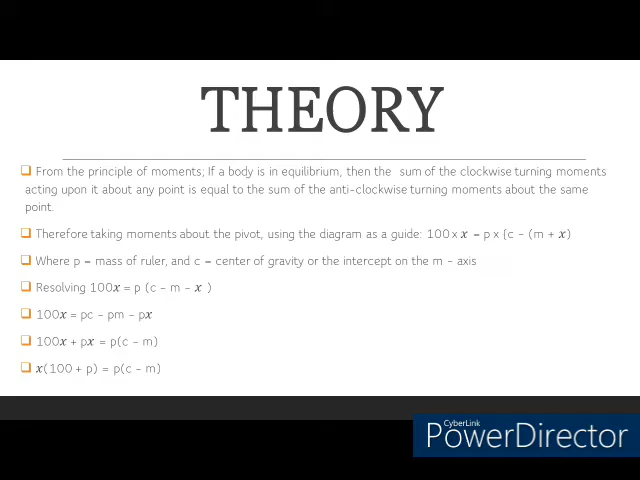 THEORY
❑ From the principle of moments; If a body is in equilibrium, then the sum of the clockwise turning moments
acting upon it about any point is equal to the sum of the anti-clockwise turning moments about the same
point.
❑ Therefore taking moments about the pivot, using the diagram as a guide: 100 x x = p x {c – (m + x)
❑ Where p = mass of ruler, and c = center of gravity or the intercept on the m – axis
❑ Resolving 100x = p (c – m – x )
❑ 100x = pc – pm – px
❑ 100x + px = p(c – m)
❑ x(100 + p) = p(c – m)
CyberLink
PowerDirector